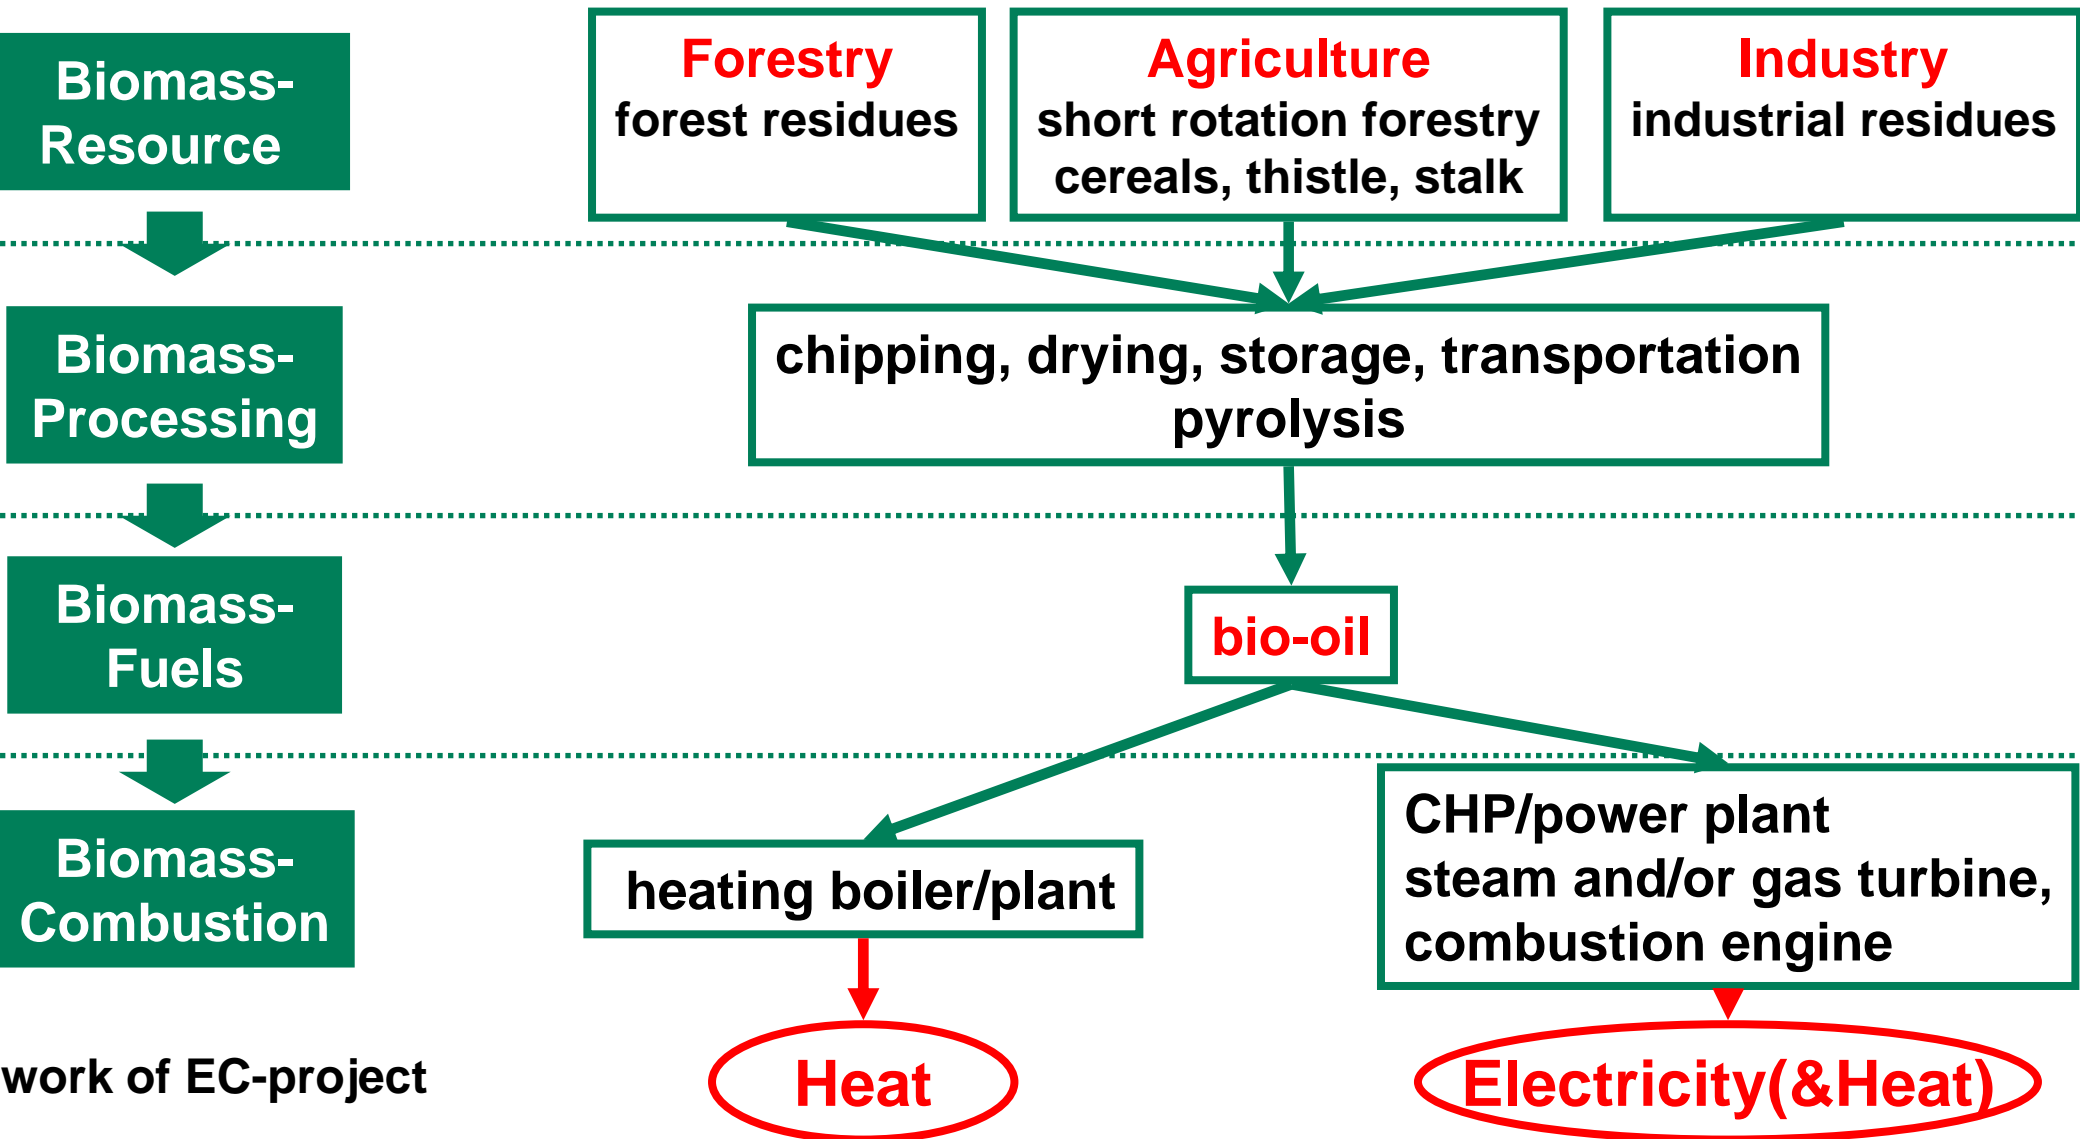 Biomass-
Resource
Forestry
forest residues
Agriculture
short rotation forestry
cereals, thistle, stalk
Industry
industrial residues
Biomass-
Processing
chipping, drying, storage, transportation
pyrolysis
Biomass-
Fuels
bio-oil
Biomass-
Combustion
heating boiler/plant
CHP/power plant
steam and/or gas turbine,
combustion engine
work of EC-project
Heat
Electricity(&Heat)